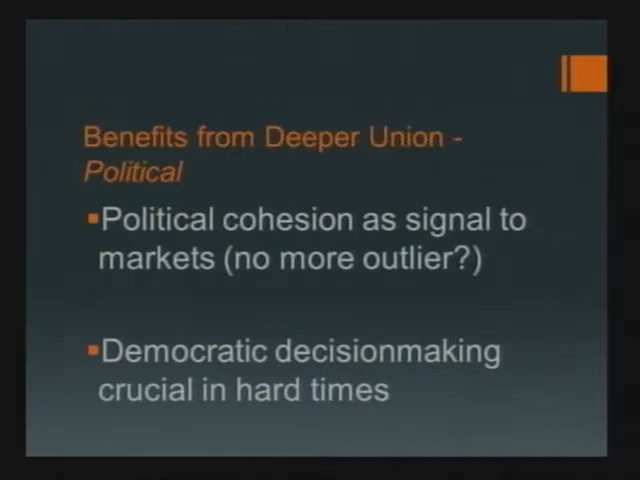 Benefits from Deeper Union -
Political
▪Political cohesion as signal to
markets (no more outlier?)
▪Democratic decisionmaking
crucial in hard times